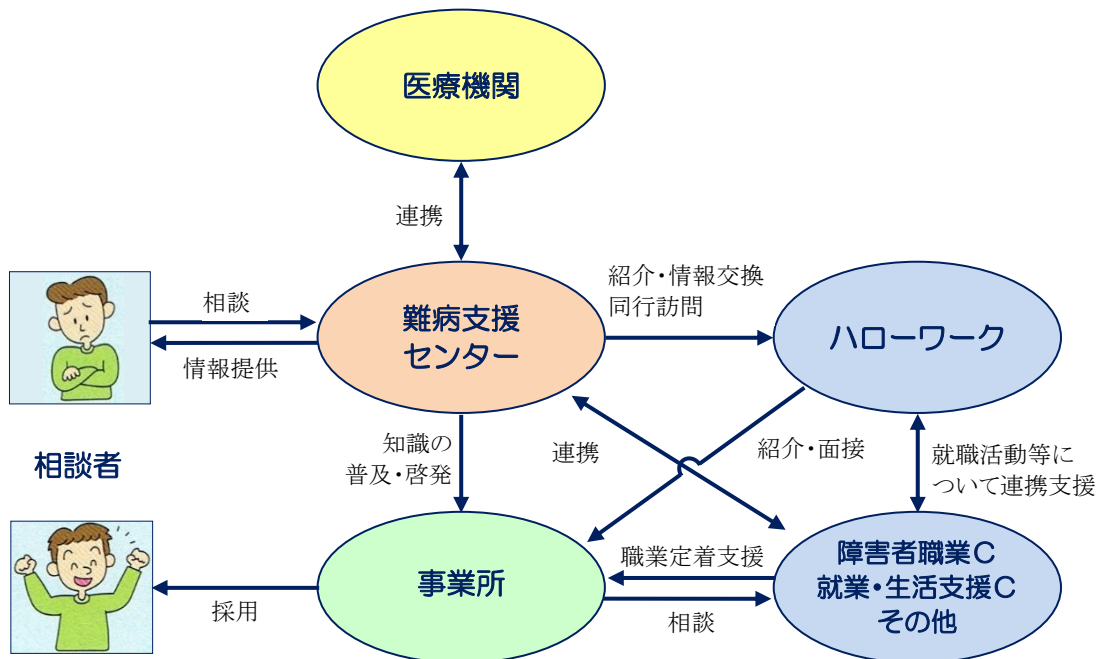 医療機関
連携
相談
情報提供
難病支援
センター
紹介・情報交換
同行訪問
ハローワーク
相談者
知識の
普及・啓発
連携
紹介・面接
就職活動等に
ついて連携支援
採用
事業所
職業定着支援
相談
障害者職業C
就業・生活支援C
その他